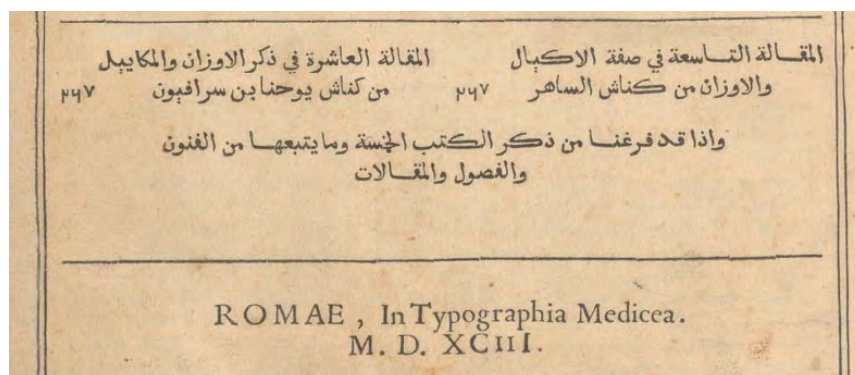 المقالة التاسعة في صفة الاكيال
والاوزان من كناش الساهر ٢٦٧
المقالة العاشرة في ذكر الاوزان والمكاييل
من كناش يوحنا بن سرافيون ٢٦٧
واذا قد فرغنا من ذكر الكتب الخمسة وما يتبعها من الفنون
والفصول والمقالات
ROMAE , In Typographia Medicea.
M. D. XCIII.